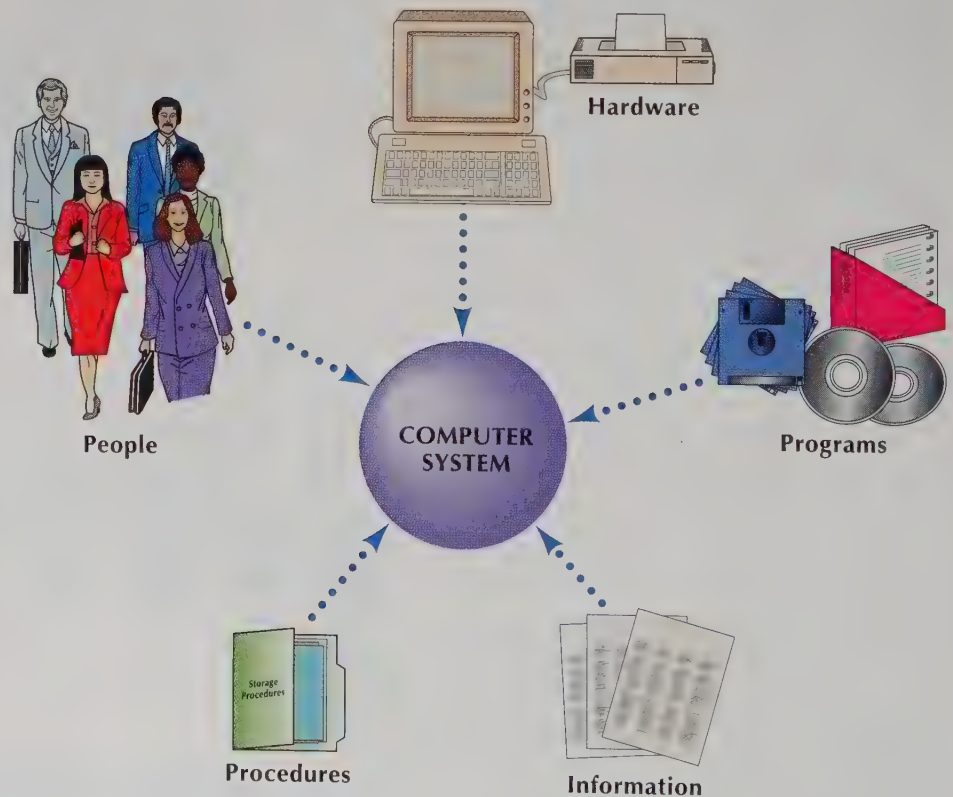 Hardware
People
Programs
COMPUTER
SYSTEM
Storage
Procedures
Procedures
Information